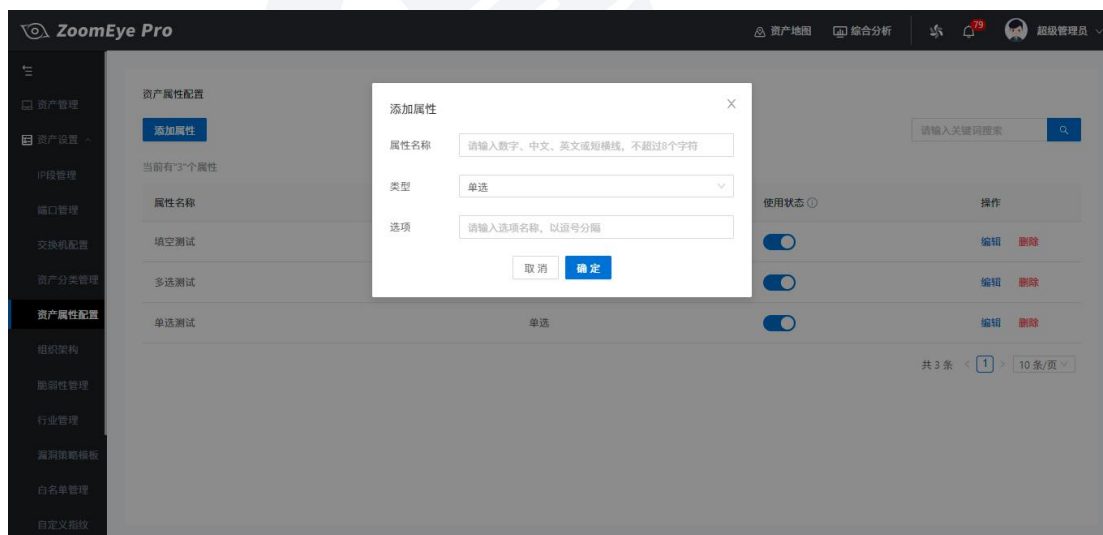 ZoomEye Pro
资产地图 综合分析 79 超级管理员
资产管理
资产设置
IP段管理
端口管理
交换机配置
资产分类管理
资产属性配置
组织架构
脆弱性管理
行业管理
漏洞策略模板
白名单管理
自定义指纹
资产属性配置
添加属性
请输入关键词搜索
当前有"3"个属性
属性名称 使用状态 操作
填空测试 编辑 删除
多选测试 编辑 删除
单选测试 单选 编辑 删除
共 3 条 < 1 > 10 条/页
添加属性 X
属性名称 请输入数字、中文、英文或短横线，不超过8个字符
类型 单选
选项 请输入选项名称、以逗号分隔
取消 确定